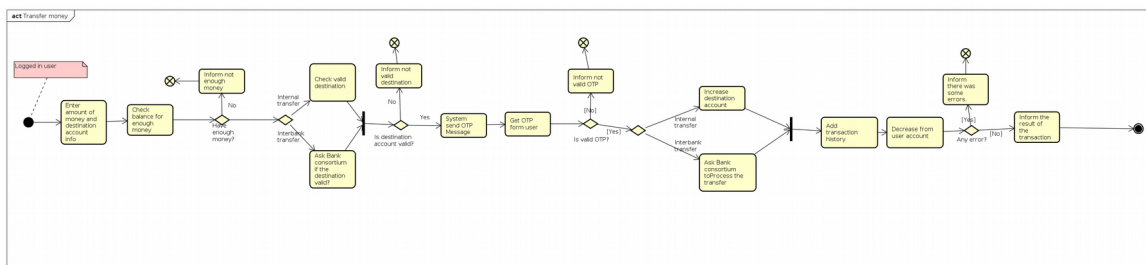 act Transfer money
Logged in user
Enter
amount of
money and
destination
account
info
Check
balance for
enough
money
Inform not
enough
money
No
Have
enough
money?
Internal
transfer
Interbank
transfer
Check valid
destination
Ask Bank
consortium
if the
destination
valid?
Inform not
valid
destination
No
Is destination
account valid?
Yes
System
send OTP
Message
Get OTP
form user
Inform not
valid OTP
[No]
Is valid OTP?
[Yes]
Internal
transfer
Interbank
transfer
Increase
destination
account
Ask Bank
consortium
toProcess the
transfer
Add
transaction
history
Decrease from
user account
Inform
there was
some
errors.
[Yes]
Any error?
[No]
Inform the
result of
the
transaction